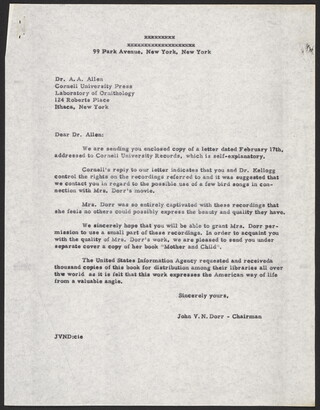 99 Park Avenue, New York, New York
Dr. A. A. Allen
Cornell University Press
Laboratory of Ornitology
124 Roberts Place
Ithaca, New York
Dear Dr. Allen:
We are sending you enclosed copy of a letter dated February 17th,
addressed to Cornell University Records, which is self-explanatory.
Cornell's reply to our letter indicates that you and Dr. Kellogg
control the rights on the recordings referred to and it was suggested that
we contact you in regard to the possible use of a few bird songs in con-
nection with Mrs. Dorr's movie.
Mrs. Dorr was so entirely captivated with these recordings that
she feels no others could possibly express the beauty and quality they have.
We sincerely hope that you will be able to grant Mrs. Dorr per-
mission to use a small part of these recordings. In order to acquaint you
with the quality of Mrs. Dorr's work, we are pleased to send you under
separate cover a copy of her book "Mother and Child".
The United States Information Agency requested and received
thousand copies of this book for distribution among their libraries all over
the world as it is felt that this work expresses the American way of life
from a valuable angle.
Sincerely yours,
John V. N. Dorr - Chairman
JVND:cts